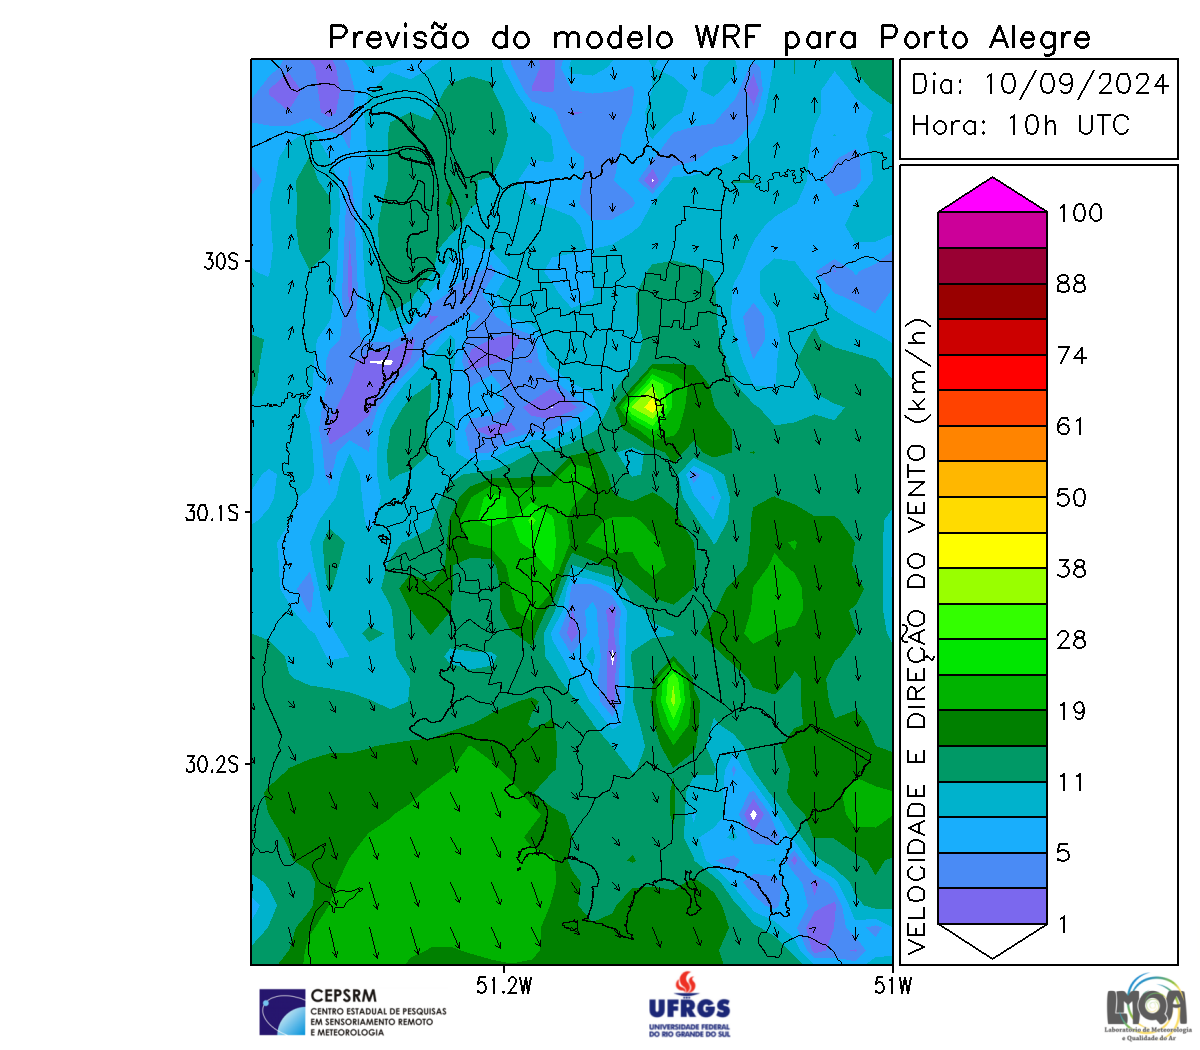 Previsão do modelo WRF para Porto Alegre
Dia: 10/09/2024
Hora: 10h UTC
30S
30.1S
30.2S
51.2W
51W
VELOCIDADE E DIREÇÃO DO VENTO (km/h)
100
88
74
61
50
38
28
19
11
5
1
CEPSRM
CENTRO ESTADUAL DE PESQUISAS
EM SENSORIAMENTO REMOTO
E METEOROLOGIA
UFRGS
UNIVERSIDADE FEDERAL
DO RIO GRANDE DO SUL
LMQA
Laboratório de Meteorologia
e Qualidade do Ar